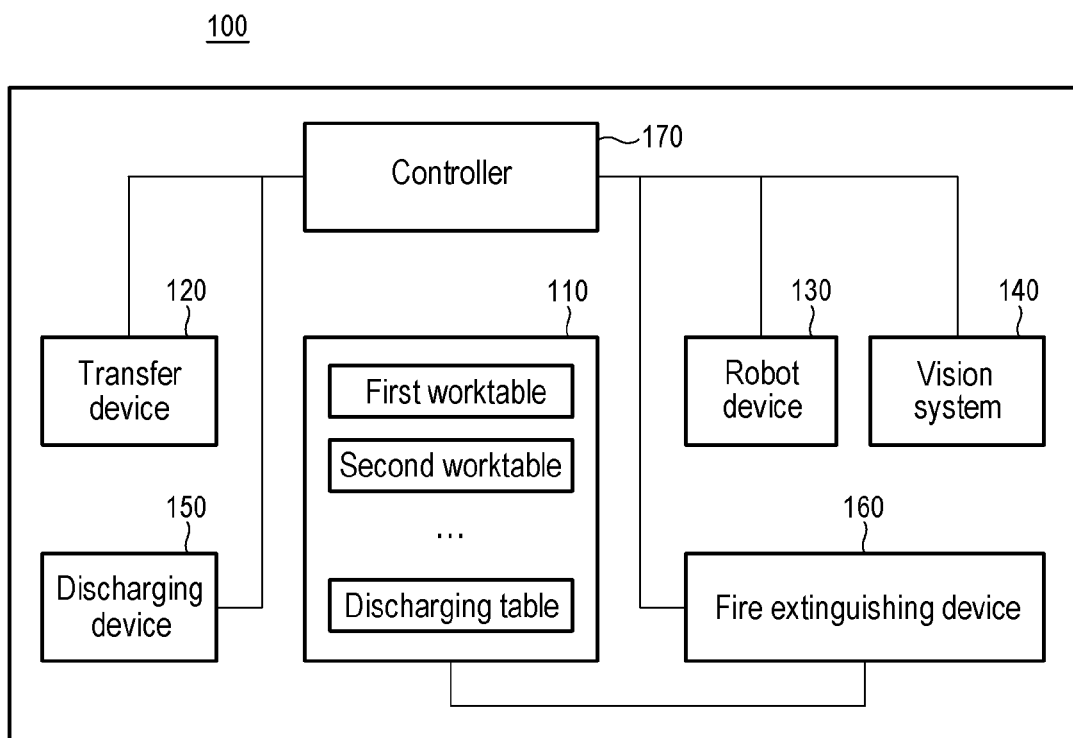 100
170
Controller
120
110
130
140
Transfer
device
First worktable
Second worktable
...
Discharging table
Robot
device
Vision
system
150
160
Discharging
device
Fire extinguishing device